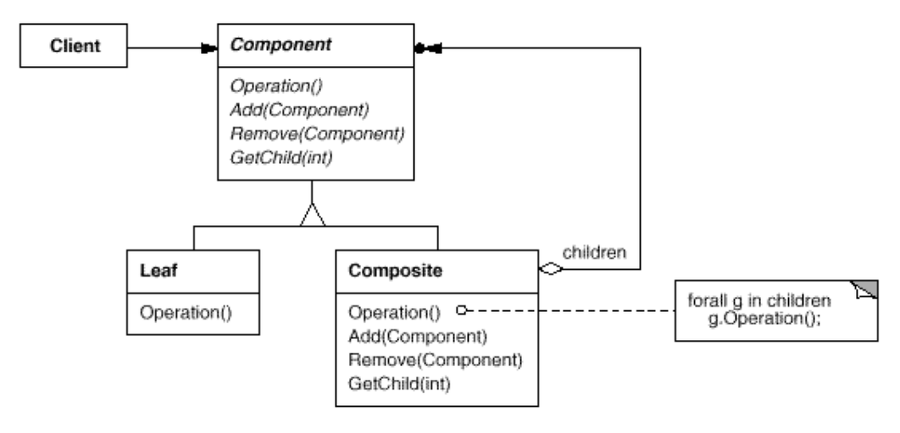 Client
Component
Operation()
Add(Component)
Remove(Component)
GetChild(int)
Leaf
Operation()
Composite
Operation()
Add(Component)
Remove(Component)
GetChild(int)
children
forall g in children
g.Operation();